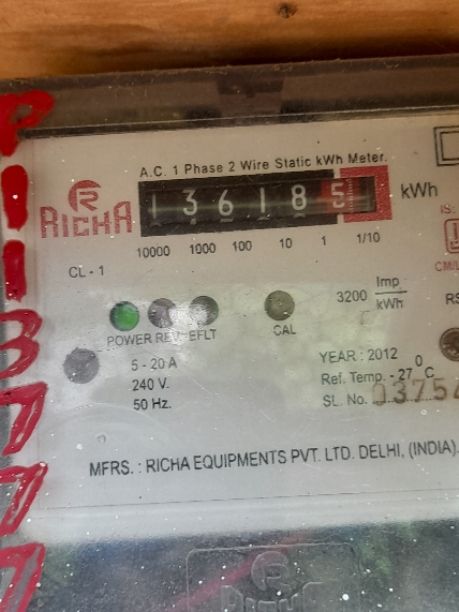 A.C. 1 Phase 2 Wire Static kWh Meter.
1 3 6 1 8 5 kWh
RICHA
10000 1000 100 10 1 1/10
CL - 1
3200 Imp/kWh
POWER REV EFLT CAL
5 - 20 A
240 V.
50 Hz.
YEAR : 2012
Ref. Temp. - 27°C
SL. No.
MFRS. : RICHA EQUIPMENTS PVT. LTD. DELHI, (INDIA).
IS:
CM/L